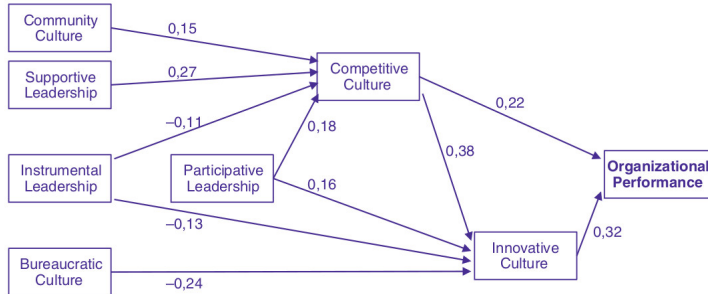 Community
Culture
0,15
Supportive
Leadership
0,27
Competitive
Culture
0,22
–0,11
0,18
0,38
Instrumental
Leadership
Participative
Leadership
0,16
Organizational
Performance
–0,13
0,32
Innovative
Culture
Bureaucratic
Culture
–0,24